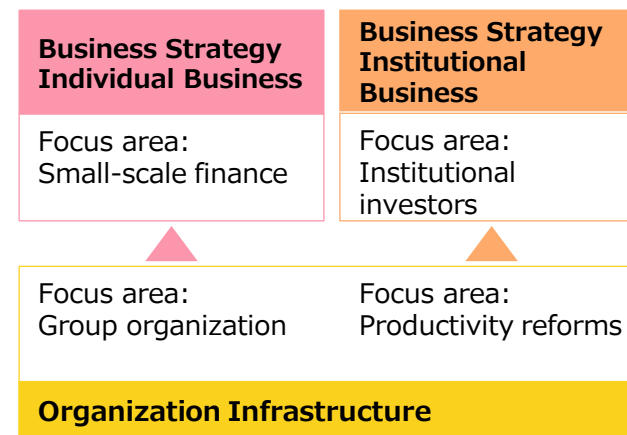 Business Strategy
Individual Business
Focus area:
Small-scale finance
Business Strategy
Institutional
Business
Focus area:
Institutional
investors
Focus area:
Group organization
Focus area:
Productivity reforms
Organization Infrastructure